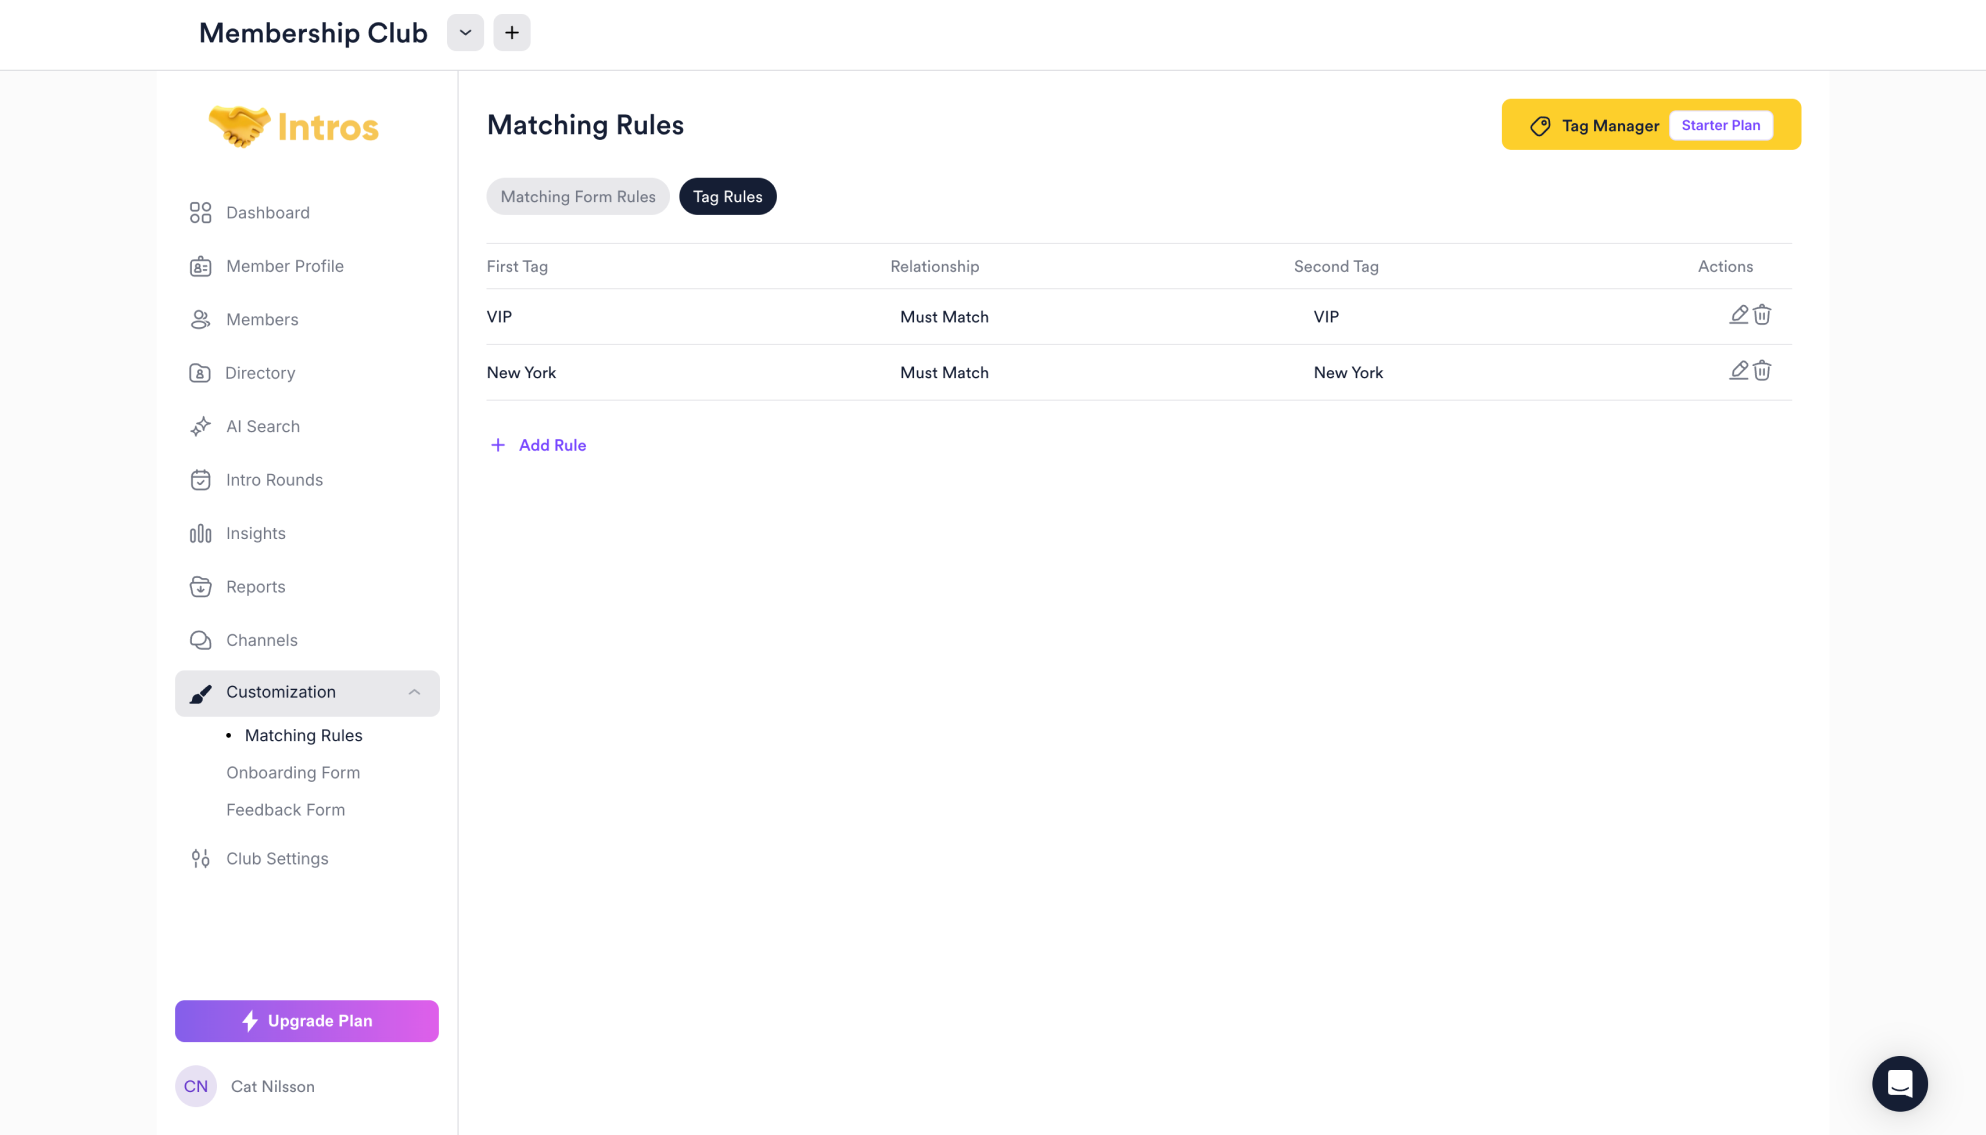 Membership Club
Intros
Dashboard
Member Profile
Members
Directory
AI Search
Intro Rounds
Insights
Reports
Channels
Customization
Matching Rules
Onboarding Form
Feedback Form
Club Settings
Upgrade Plan
CN Cat Nilsson
Matching Rules
Tag Manager Starter Plan
Matching Form Rules Tag Rules
First Tag Relationship Second Tag Actions
VIP Must Match VIP
New York Must Match New York
+ Add Rule